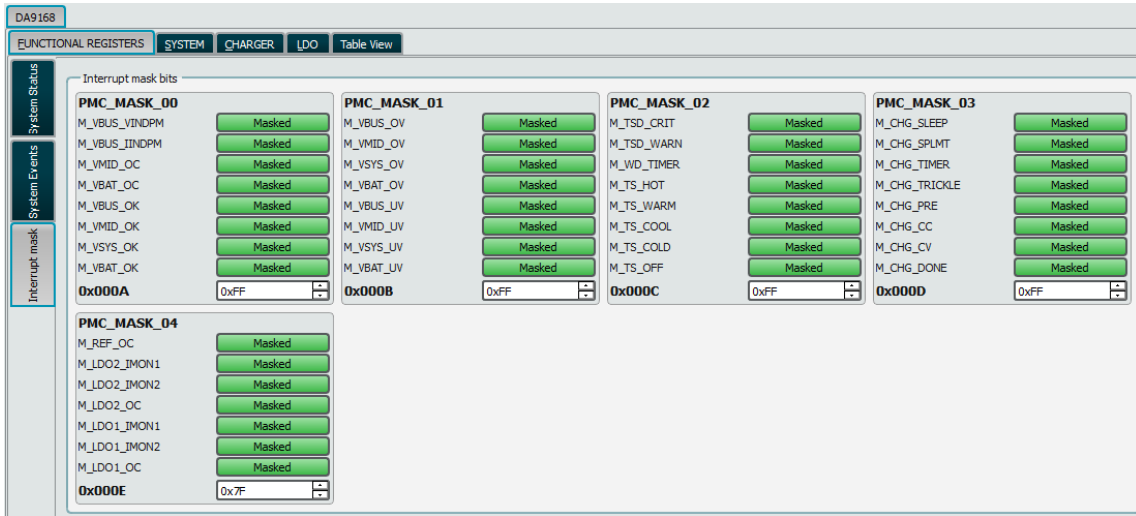 DA9168
FUNCTIONAL REGISTERS SYSTEM CHARGER LDO Table View
System Status
System Events
Interrupt mask
Interrupt mask bits
PMC_MASK_00
M_VBUS_VINDPM Masked
M_VBUS_IINDPM Masked
M_VMID_OC Masked
M_VBAT_OC Masked
M_VBUS_OK Masked
M_VMID_OK Masked
M_VSYS_OK Masked
M_VBAT_OK Masked
0x000A 0xFF
PMC_MASK_01
M_VBUS_OV Masked
M_VMID_OV Masked
M_VSYS_OV Masked
M_VBAT_OV Masked
M_VBUS_UV Masked
M_VMID_UV Masked
M_VSYS_UV Masked
M_VBAT_UV Masked
0x000B 0xFF
PMC_MASK_02
M_TSD_CRIT Masked
M_TSD_WARN Masked
M_WD_TIMER Masked
M_TS_HOT Masked
M_TS_WARM Masked
M_TS_COOL Masked
M_TS_COLD Masked
M_TS_OFF Masked
0x000C 0xFF
PMC_MASK_03
M_CHG_SLEEP Masked
M_CHG_SPLMT Masked
M_CHG_TIMER Masked
M_CHG_TRICKLE Masked
M_CHG_PRE Masked
M_CHG_CC Masked
M_CHG_CV Masked
M_CHG_DONE Masked
0x000D 0xFF
PMC_MASK_04
M_REF_OC Masked
M_LDO2_IMON1 Masked
M_LDO2_IMON2 Masked
M_LDO2_OC Masked
M_LDO1_IMON1 Masked
M_LDO1_IMON2 Masked
M_LDO1_OC Masked
0x000E 0x7F